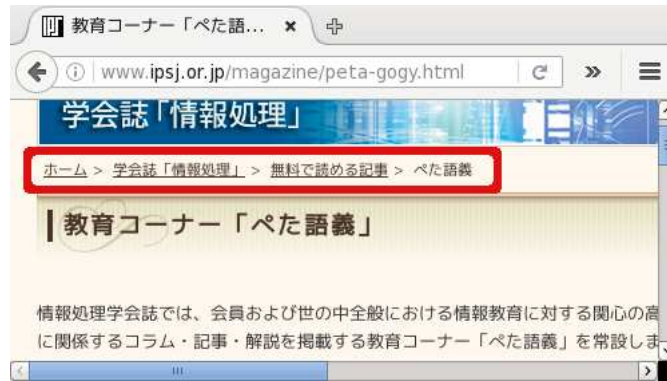 教育コーナー「ぺた語...
www.ipsj.or.jp/magazine/peta-gogy.html
学会誌「情報処理」
ホーム > 学会誌「情報処理」 > 無料で読める記事 > ぺた語義
教育コーナー「ぺた語義」
情報処理学会誌では、会員および世の中全般における情報教育に対する関心の高
に関係するコラム・記事・解説を掲載する教育コーナー「ぺた語義」を常設しま